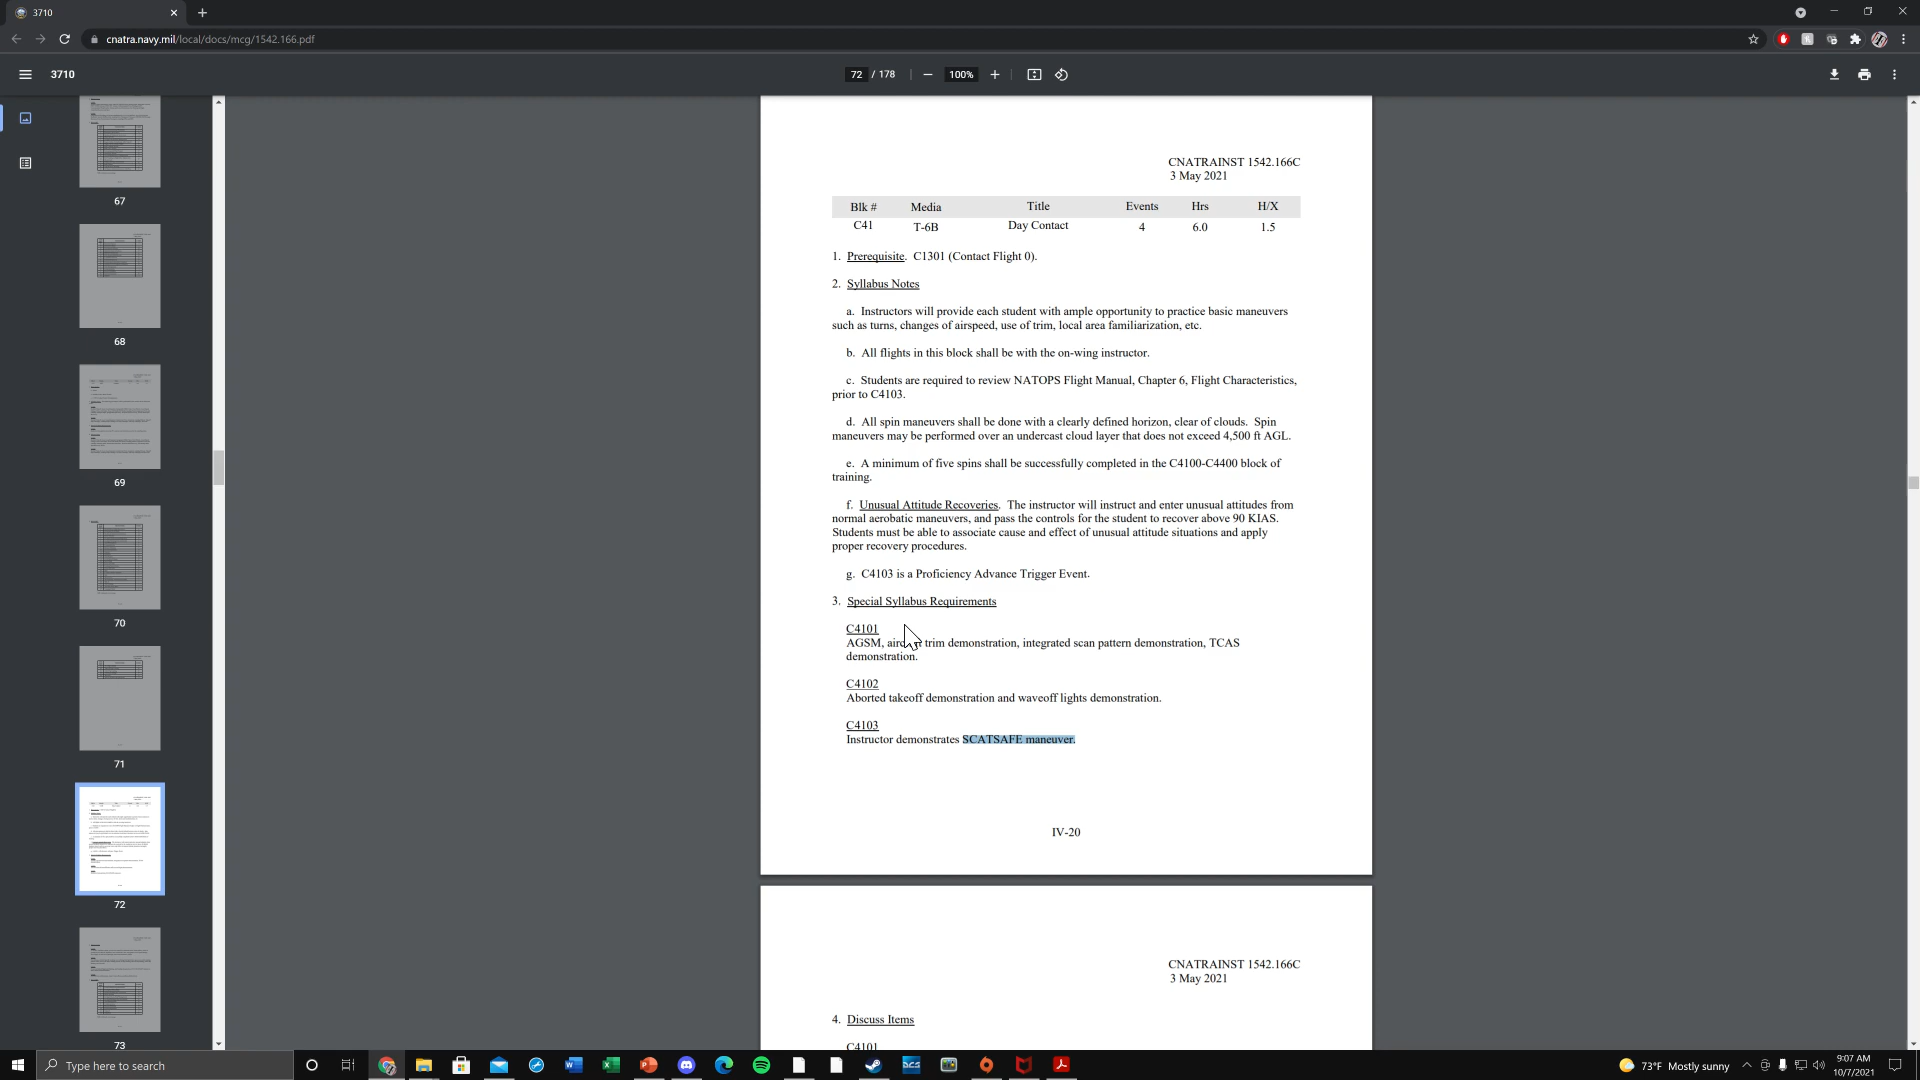 3710
cnatra.navy.mil/local/docs/mcg/1542.166.pdf
3710
72 / 178
100%
67
68
69
70
71
72
73
CNATRAINST 1542.166C
3 May 2021
Blk # Media Title Events Hrs H/X
C41 T-6B Day Contact 4 6.0 1.5
1. Prerequisite. C1301 (Contact Flight 0).
2. Syllabus Notes
a. Instructors will provide each student with ample opportunity to practice basic maneuvers
such as turns, changes of airspeed, use of trim, local area familiarization, etc.
b. All flights in this block shall be with the on-wing instructor.
c. Students are required to review NATOPS Flight Manual, Chapter 6, Flight Characteristics,
prior to C4103.
d. All spin maneuvers shall be done with a clearly defined horizon, clear of clouds. Spin
maneuvers may be performed over an undercast cloud layer that does not exceed 4,500 ft AGL.
e. A minimum of five spins shall be successfully completed in the C4100-C4400 block of
training.
f. Unusual Attitude Recoveries. The instructor will instruct and enter unusual attitudes from
normal aerobatic maneuvers, and pass the controls for the student to recover above 90 KIAS.
Students must be able to associate cause and effect of unusual attitude situations and apply
proper recovery procedures.
g. C4103 is a Proficiency Advance Trigger Event.
3. Special Syllabus Requirements
C4101
AGSM, trim demonstration, integrated scan pattern demonstration, TCAS
demonstration.
C4102
Aborted takeoff demonstration and waveoff lights demonstration.
C4103
Instructor demonstrates SCATSAFE maneuver.
IV-20
CNATRAINST 1542.166C
3 May 2021
4. Discuss Items
C4101
Type here to search
73°F Mostly sunny
9:07 AM
10/7/2021